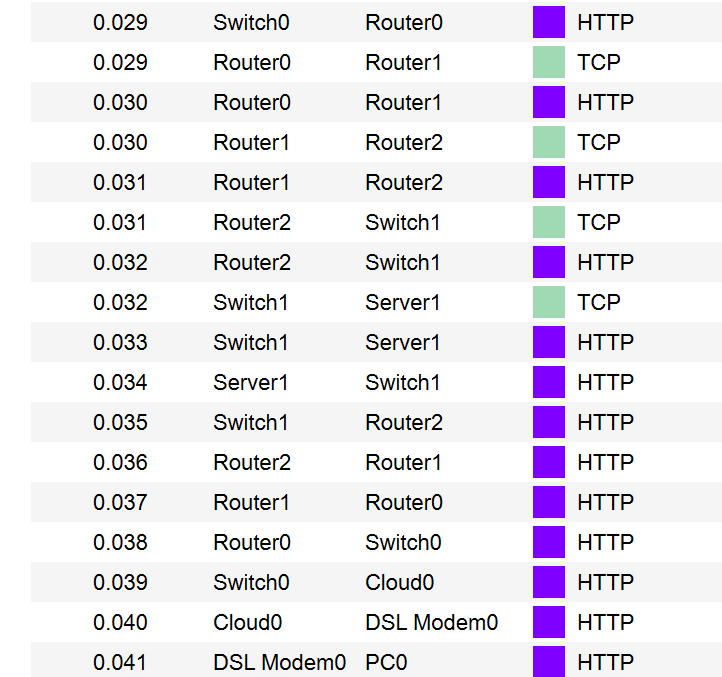 0.029 Switch0 Router0 HTTP
0.029 Router0 Router1 TCP
0.030 Router0 Router1 HTTP
0.030 Router1 Router2 TCP
0.031 Router1 Router2 HTTP
0.031 Router2 Switch1 TCP
0.032 Router2 Switch1 HTTP
0.032 Switch1 Server1 TCP
0.033 Switch1 Server1 HTTP
0.034 Server1 Switch1 HTTP
0.035 Switch1 Router2 HTTP
0.036 Router2 Router1 HTTP
0.037 Router1 Router0 HTTP
0.038 Router0 Switch0 HTTP
0.039 Switch0 Cloud0 HTTP
0.040 Cloud0 DSL Modem0 HTTP
0.041 DSL Modem0 PC0 HTTP